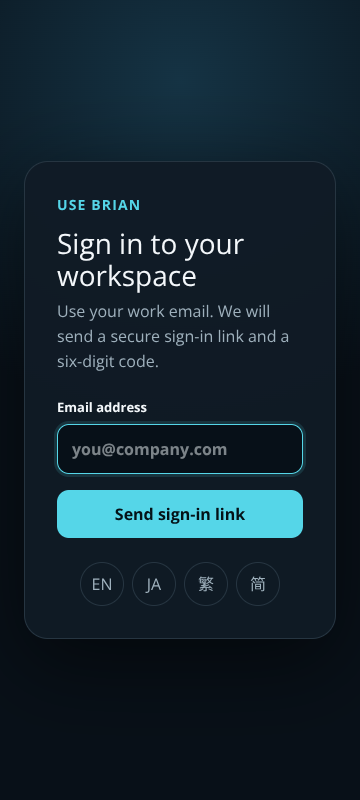 USE BRIAN
Sign in to your
workspace
Use your work email. We will
send a secure sign-in link and a
six-digit code.
Email address
you@company.com
Send sign-in link
EN JA 繁 简